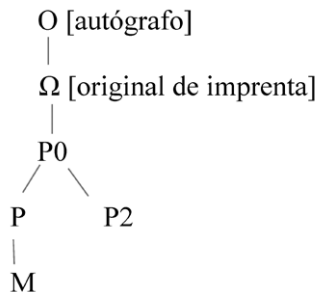 O [autógrafo]
Ω [original de imprenta]
P0
P P2
M